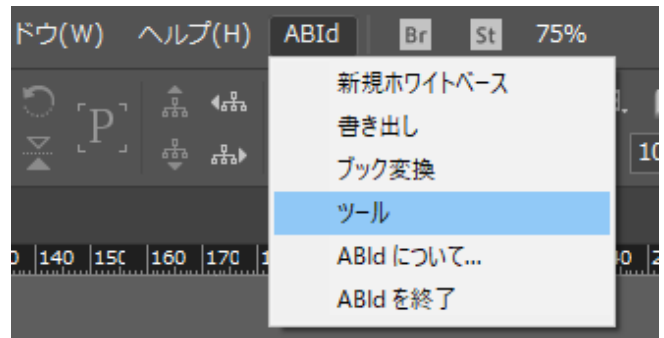 ドウ(W) ヘルプ(H) ABId Br St 75%
新規ホワイトベース
書き出し
P
ブック変換
10
ツール
140 150 160 170
ABId について...
ABId を終了